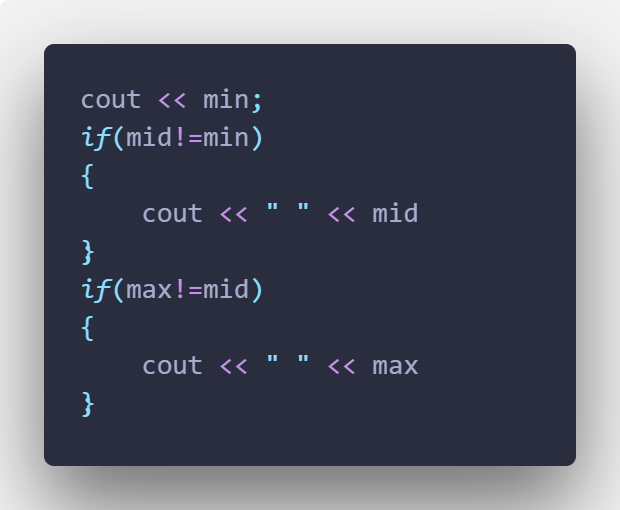 cout << min;
if(mid!=min)
{
    cout << " " << mid
}
if(max!=mid)
{
    cout << " " << max
}